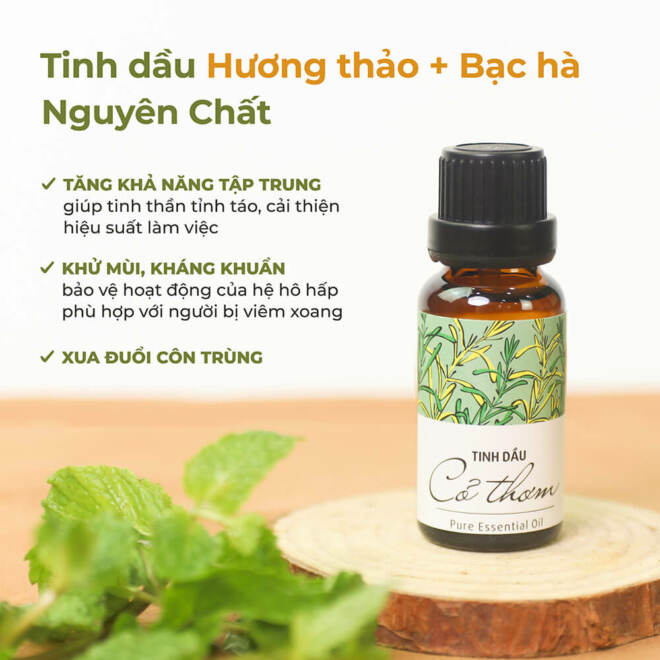 Tinh dầu Hương thảo + Bạc hà
Nguyên Chất
TĂNG KHẢ NĂNG TẬP TRUNG
giúp tinh thần tỉnh táo, cải thiện
hiệu suất làm việc
KHỬ MÙI, KHÁNG KHUẨN
bảo vệ hoạt động của hệ hô hấp
phù hợp với người bị viêm xoang
XUA ĐUỔI CÔN TRÙNG
TINH DẦU
Cỏ thơm
Pure Essential Oil